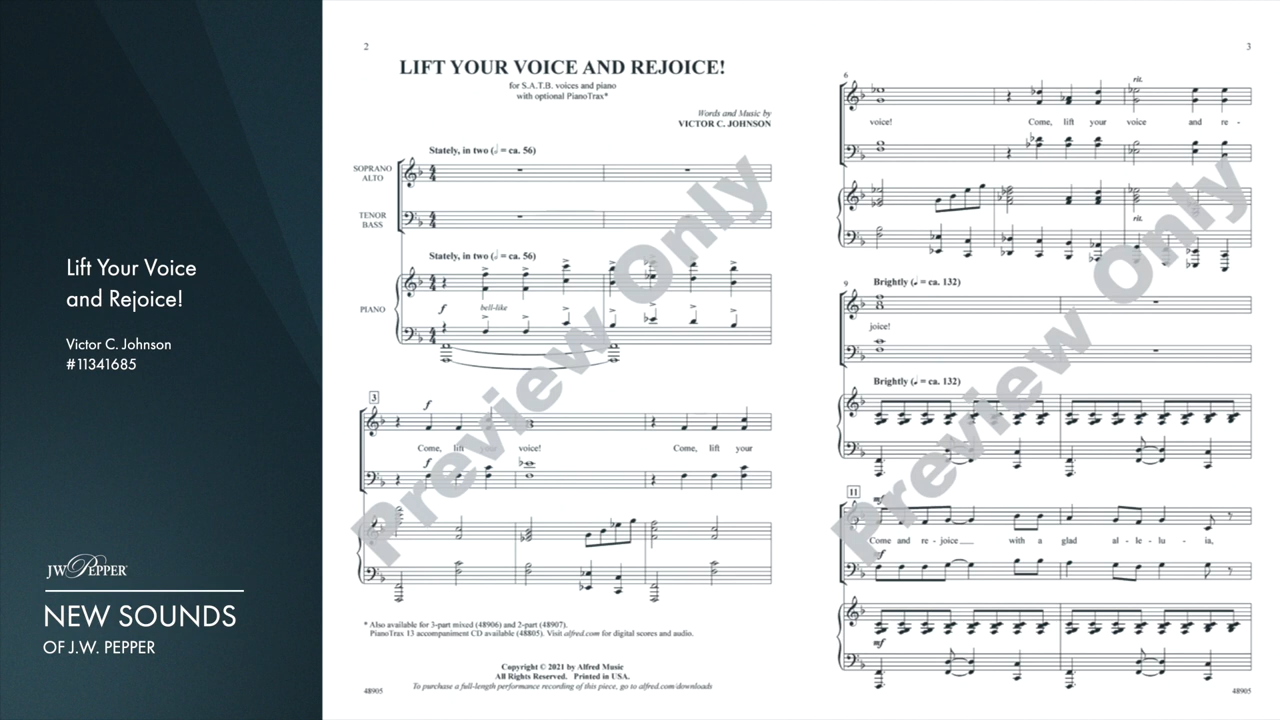 Lift Your Voice
and Rejoice!
Victor C. Johnson
#11341685
JW PEPPER
NEW SOUNDS
OF J.W. PEPPER
2
LIFT YOUR VOICE AND REJOICE!
for S.A.T.B. voices and piano
with optional PianoTrax*
Words and Music by
VICTOR C. JOHNSON
Stately, in two (𝅗𝅥 = ca. 56)
SOPRANO
ALTO
TENOR
BASS
Stately, in two (𝅗𝅥 = ca. 56)
PIANO
f
bell-like
3
f
Come, lift your voice! Come, lift your
f
* Also available for 3-part mixed (48906) and 2-part (48907).
PianoTrax 13 accompaniment CD available (48805). Visit alfred.com for digital scores and audio.
Copyright © 2021 by Alfred Music
All Rights Reserved. Printed in USA.
To purchase a full-length performance recording of this piece, go to alfred.com/downloads
48905
Preview Only
3
6
rit.
voice! Come, lift your voice and re -
rit.
9
Brightly (♩ = ca. 132)
joice!
Brightly (♩ = ca. 132)
11
mf
Come and re - joice with a glad al - le - lu - ia,
mf
mf
48905
Preview Only